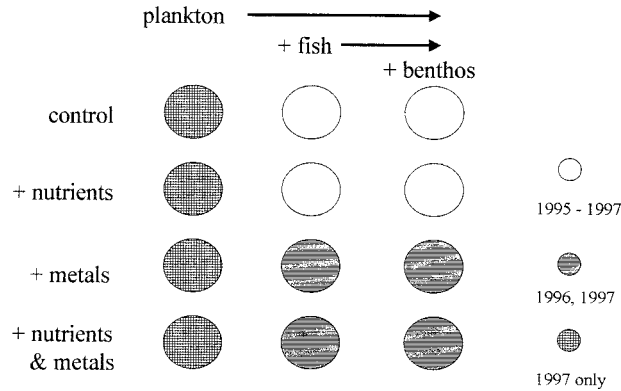 plankton
+ fish
+ benthos
control
+ nutrients
1995 - 1997
+ metals
1996, 1997
+ nutrients
& metals
1997 only